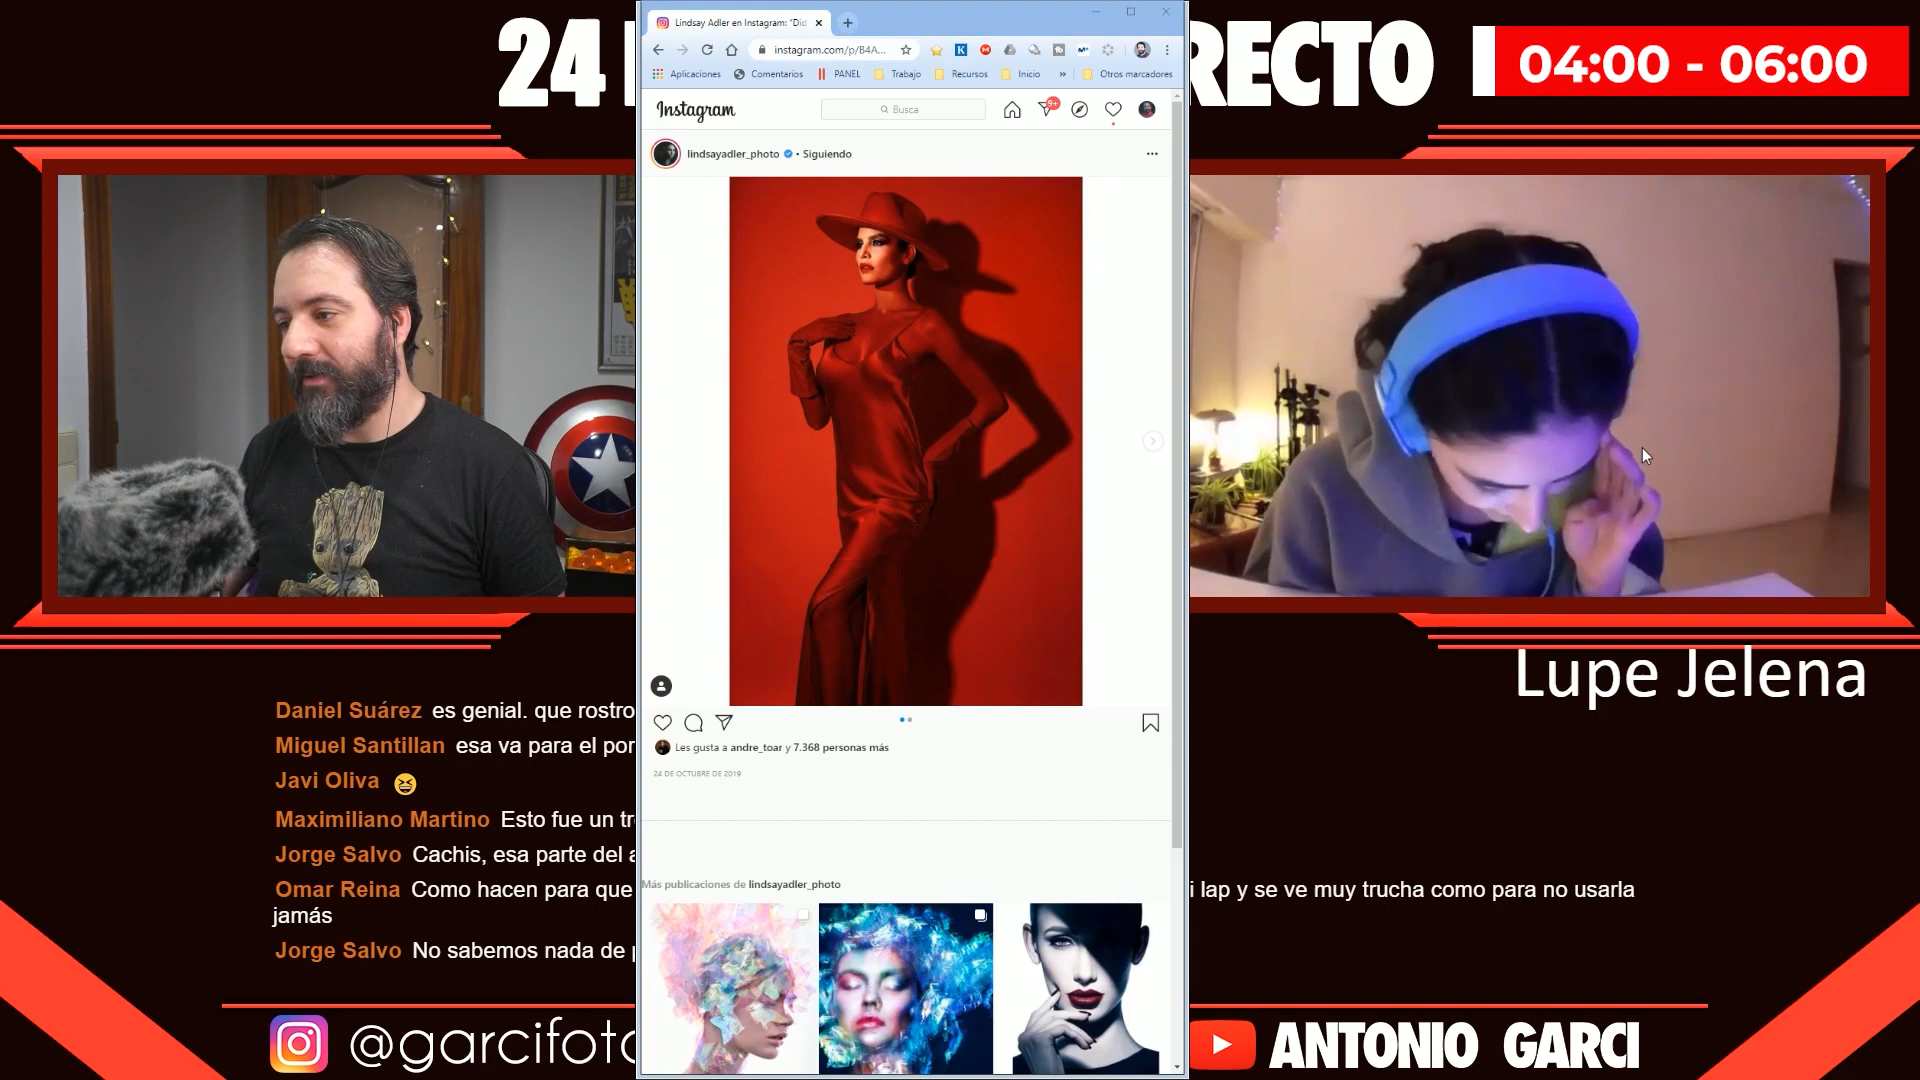 24
RECTO
04:00 - 06:00
Lindsay Adler en Instagram: "Did
instagram.com/p/B4A...
Aplicaciones
Comentarios
PANEL
Trabajo
Recursos
Inicio
»
Otros marcadores
Instagram
Busca
9+
lindsayadler_photo • Siguiendo
Les gusta a andre_toar y 7.368 personas más
24 DE OCTUBRE DE 2019
Más publicaciones de lindsayadler_photo
Lupe Jelena
Daniel Suárez es genial. que rostro
Miguel Santillan esa va para el por
Javi Oliva 😆
Maximiliano Martino Esto fue un tr
Jorge Salvo Cachis, esa parte del a
Omar Reina Como hacen para que
i lap y se ve muy trucha como para no usarla
jamás
Jorge Salvo No sabemos nada de p
@garcifoto
ANTONIO GARCI